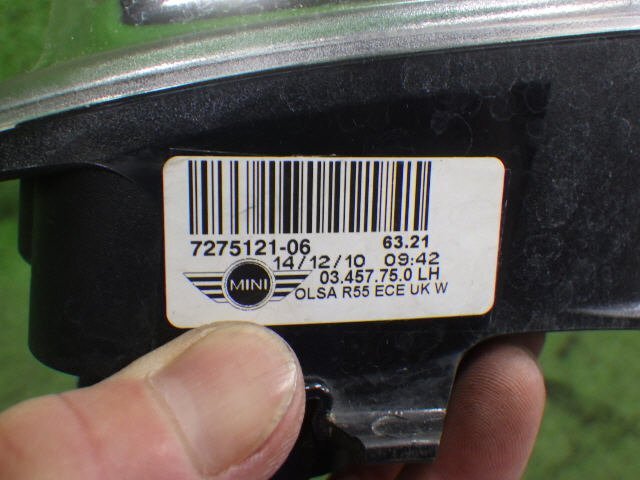 7275121-06 63.21
14/12/10 09:42
03.457.75.0 LH
MINI
OLSA R55 ECE UK W